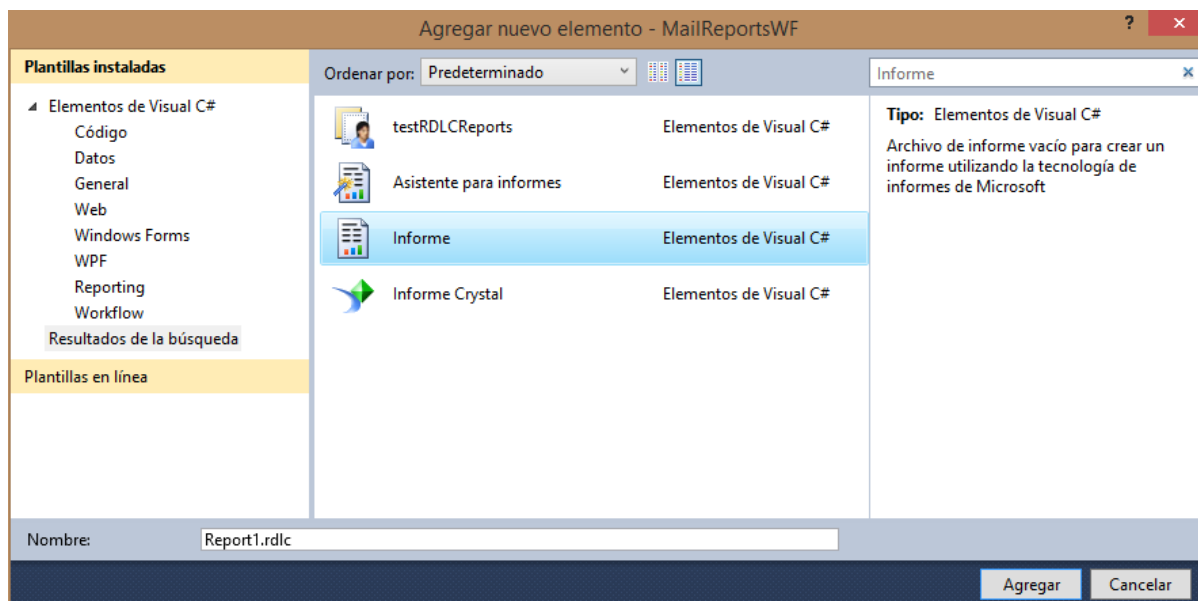 Agregar nuevo elemento - MailReportsWF
?
Plantillas instaladas
Elementos de Visual C#
Código
Datos
General
Web
Windows Forms
WPF
Reporting
Workflow
Resultados de la búsqueda
Plantillas en línea
Ordenar por: Predeterminado
testRDLCReports Elementos de Visual C#
Asistente para informes Elementos de Visual C#
Informe Elementos de Visual C#
Informe Crystal Elementos de Visual C#
Informe
Tipo: Elementos de Visual C#
Archivo de informe vacío para crear un
informe utilizando la tecnología de
informes de Microsoft
Nombre: Report1.rdlc
Agregar Cancelar